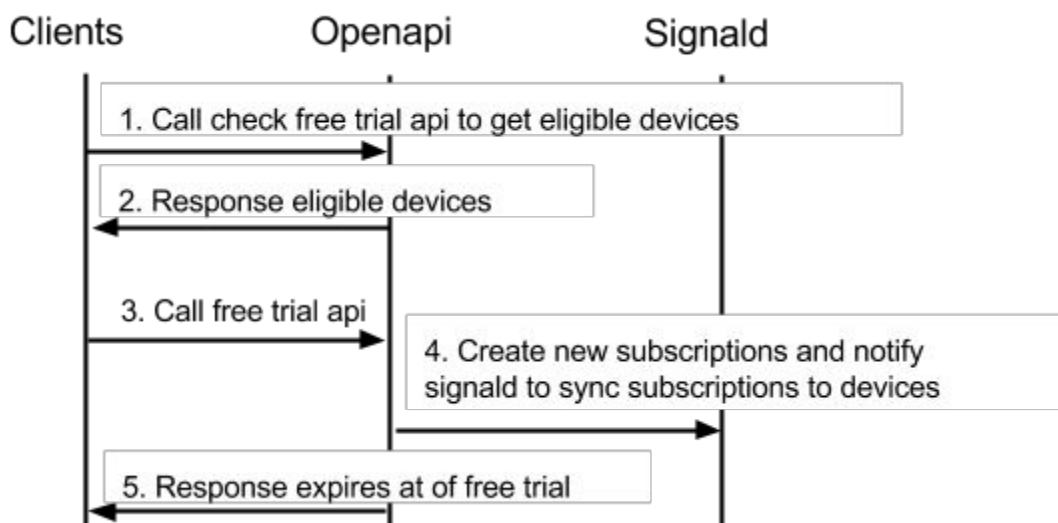 Clients Openapi Signald
1. Call check free trial api to get eligible devices
2. Response eligible devices
3. Call free trial api
4. Create new subscriptions and notify
signald to sync subscriptions to devices
5. Response expires at of free trial